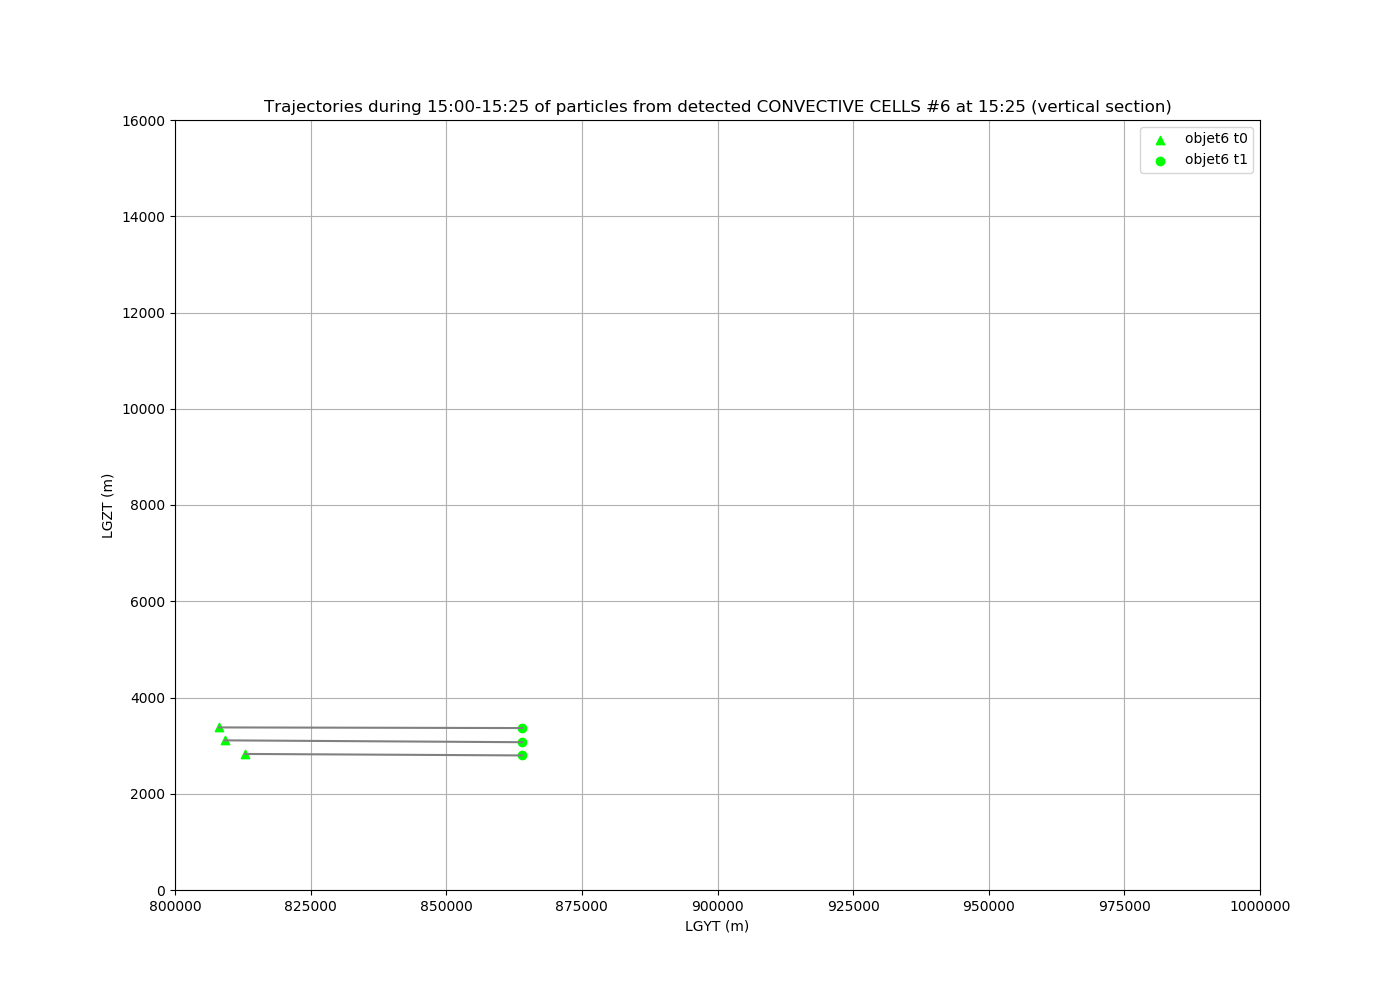 Trajectories during 15:00-15:25 of particles from detected CONVECTIVE CELLS #6 at 15:25 (vertical section)
objet6 t0
objet6 t1
16000
14000
12000
10000
8000
6000
4000
2000
0
LGZT (m)
800000 825000 850000 875000 900000 925000 950000 975000 1000000
LGYT (m)